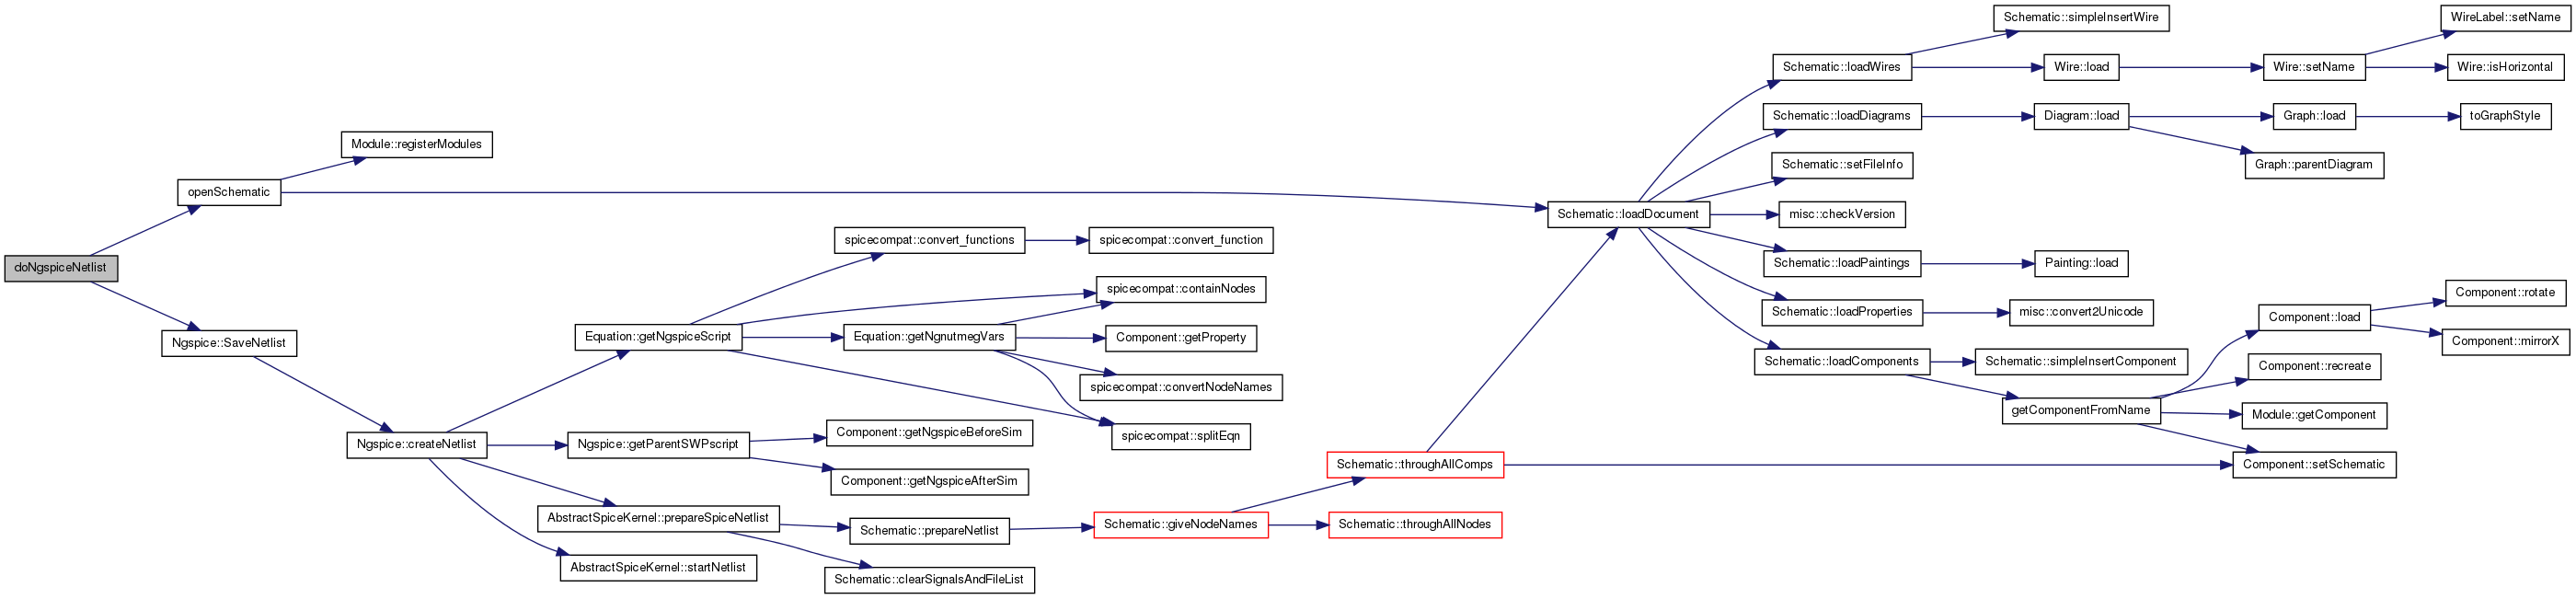 doNgspiceNetlist
openSchematic
Ngspice::SaveNetlist
Module::registerModules
Ngspice::createNetlist
Equation::getNgspiceScript
Ngspice::getParentSWPscript
AbstractSpiceKernel::prepareSpiceNetlist
AbstractSpiceKernel::startNetlist
spicecompat::convert_functions
Equation::getNgnutmegVars
Component::getNgspiceBeforeSim
Component::getNgspiceAfterSim
Schematic::prepareNetlist
Schematic::clearSignalsAndFileList
spicecompat::convert_function
spicecompat::containNodes
Component::getProperty
spicecompat::convertNodeNames
spicecompat::splitEqn
Schematic::giveNodeNames
Schematic::throughAllComps
Schematic::throughAllNodes
Schematic::loadDocument
Schematic::loadWires
Schematic::loadDiagrams
Schematic::setFileInfo
misc::checkVersion
Schematic::loadPaintings
Schematic::loadProperties
Schematic::loadComponents
Schematic::simpleInsertWire
Wire::load
Diagram::load
Painting::load
misc::convert2Unicode
Schematic::simpleInsertComponent
getComponentFromName
Wire::setName
Graph::load
Graph::parentDiagram
Component::load
Component::recreate
Module::getComponent
Component::setSchematic
WireLabel::setName
Wire::isHorizontal
toGraphStyle
Component::rotate
Component::mirrorX